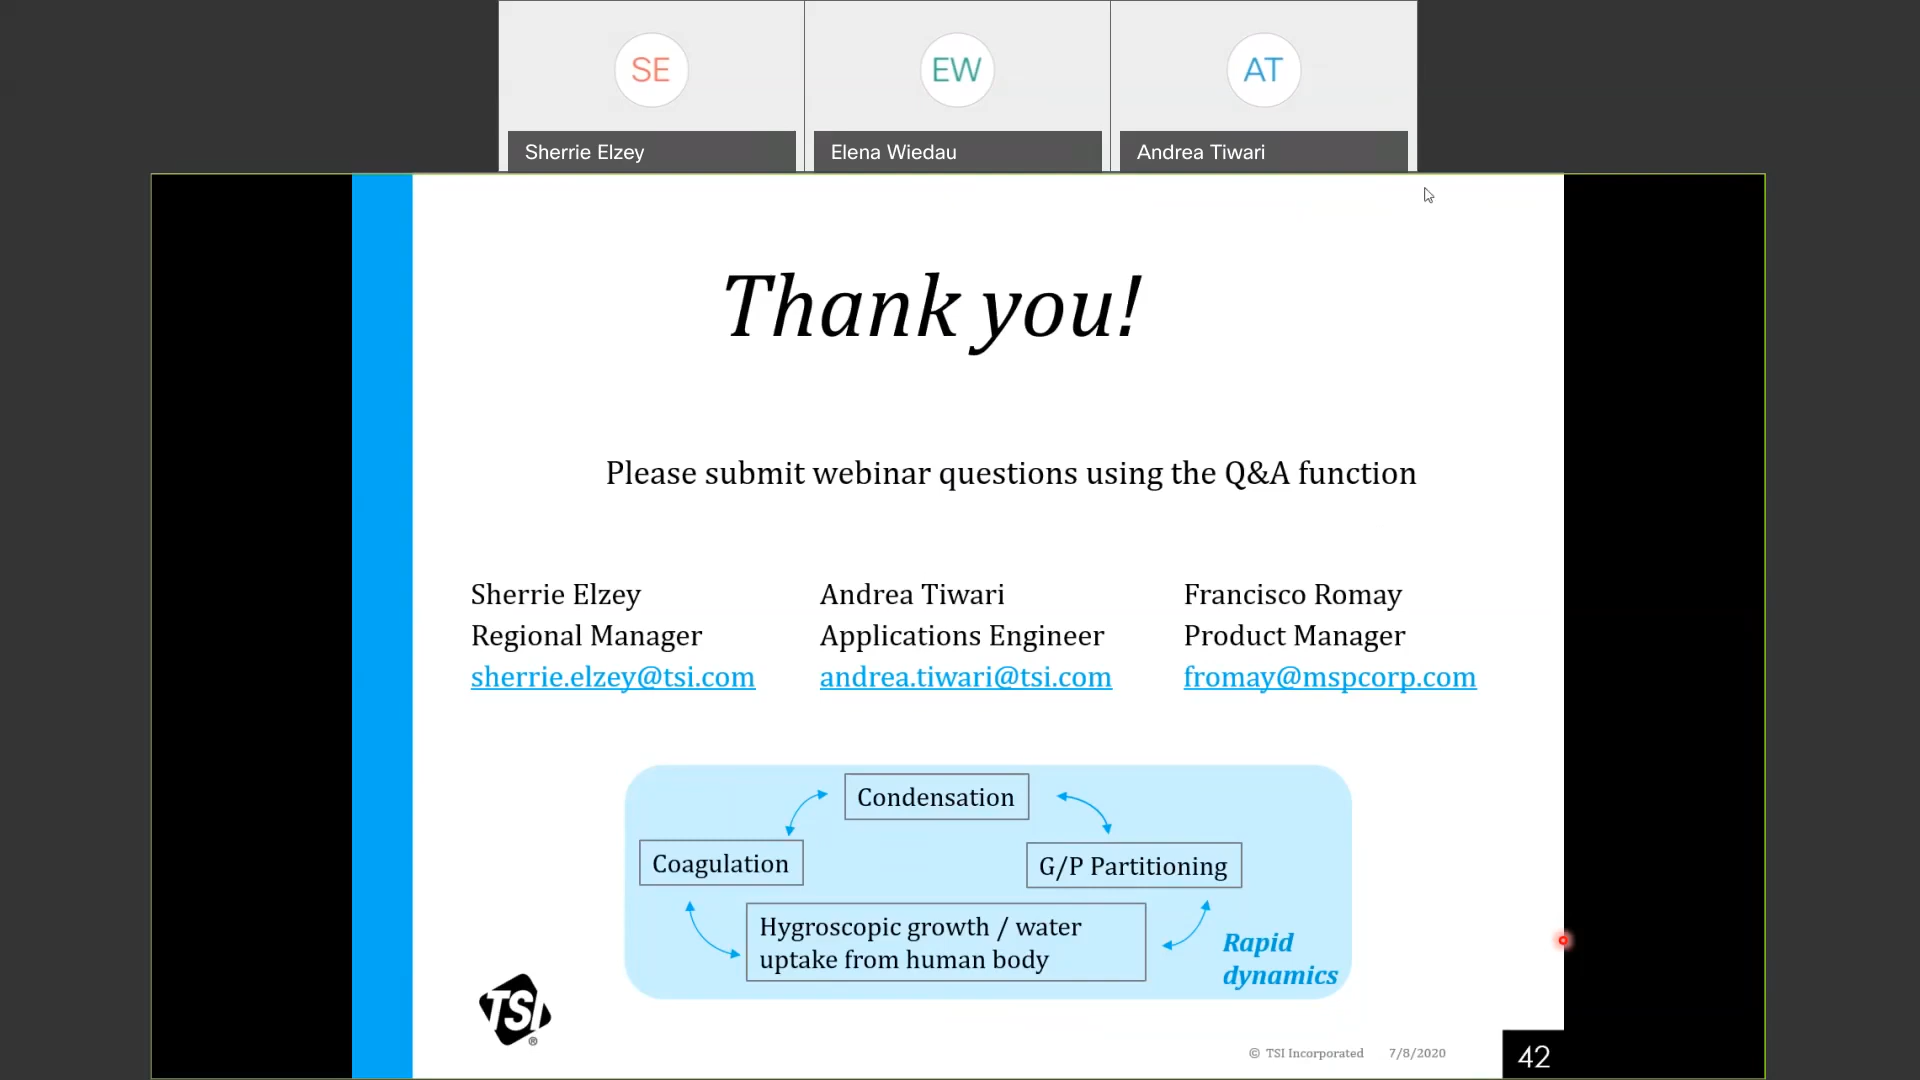 SE
EW
AT
Sherrie Elzey
Elena Wiedau
Andrea Tiwari
Thank you!
Please submit webinar questions using the Q&A function
Sherrie Elzey
Regional Manager
sherrie.elzey@tsi.com
Andrea Tiwari
Applications Engineer
andrea.tiwari@tsi.com
Francisco Romay
Product Manager
fromay@mspcorp.com
Condensation
Coagulation
G/P Partitioning
Hygroscopic growth / water
uptake from human body
Rapid
dynamics
TSI
®
© TSI Incorporated
7/8/2020
42